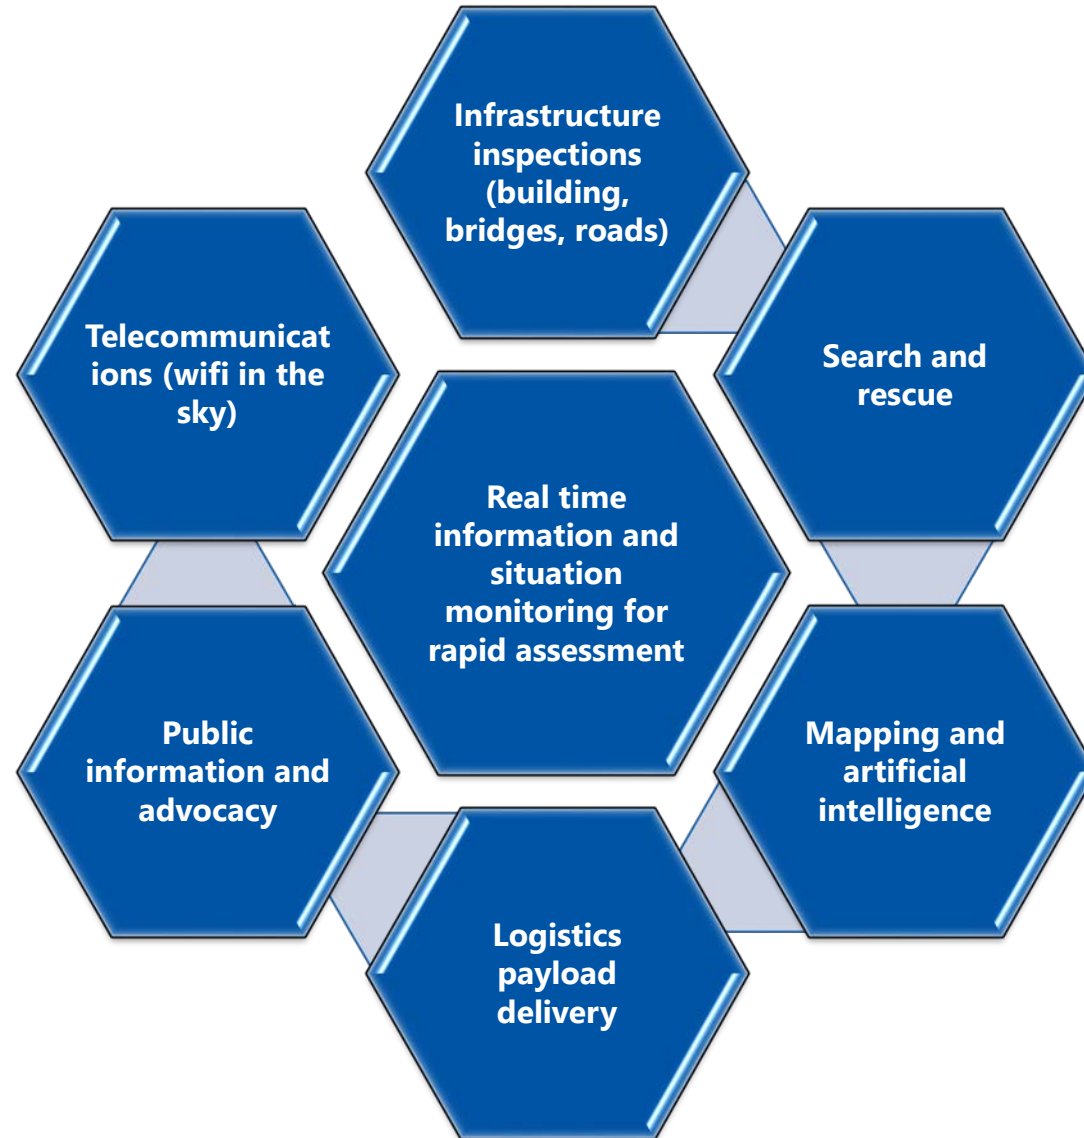 Infrastructure
inspections
(building,
bridges, roads)
Telecommunicat
ions (wifi in the
sky)
Search and
rescue
Real time
information and
situation
monitoring for
rapid assessment
Public
information and
advocacy
Mapping and
artificial
intelligence
Logistics
payload
delivery